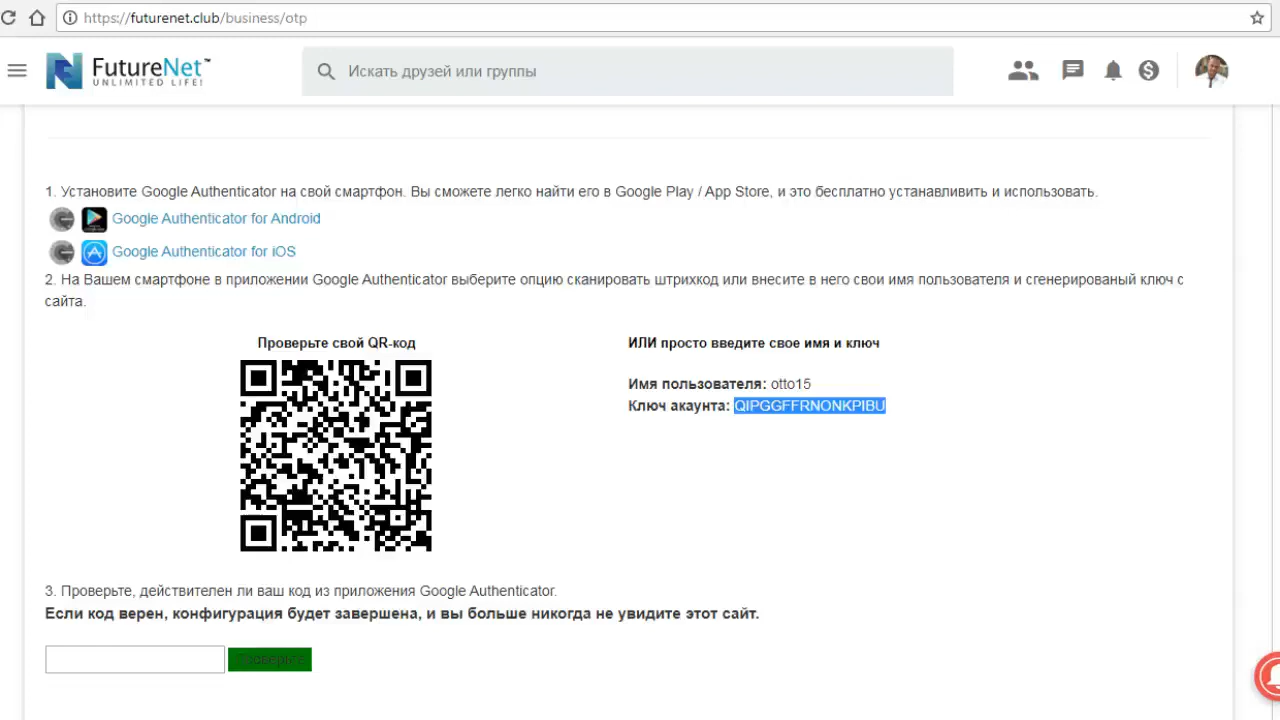 https://futurenet.club/business/otp
FutureNet™
UNLIMITED LIFE!
Искать друзей или группы
1. Установите Google Authenticator на свой смартфон. Вы сможете легко найти его в Google Play / App Store, и это бесплатно устанавливить и использовать.
Google Authenticator for Android
Google Authenticator for iOS
2. На Вашем смартфоне в приложении Google Authenticator выберите опцию сканировать штрихкод или внесите в него свои имя пользователя и сгенерированый ключ с
сайта.
Проверьте свой QR-код
ИЛИ просто введите свое имя и ключ
Имя пользователя: otto15
Ключ акаунта: QIPGGFFRNONKPIBU
3. Проверьте, действителен ли ваш код из приложения Google Authenticator.
Если код верен, конфигурация будет завершена, и вы больше никогда не увидите этот сайт.
Проверьте